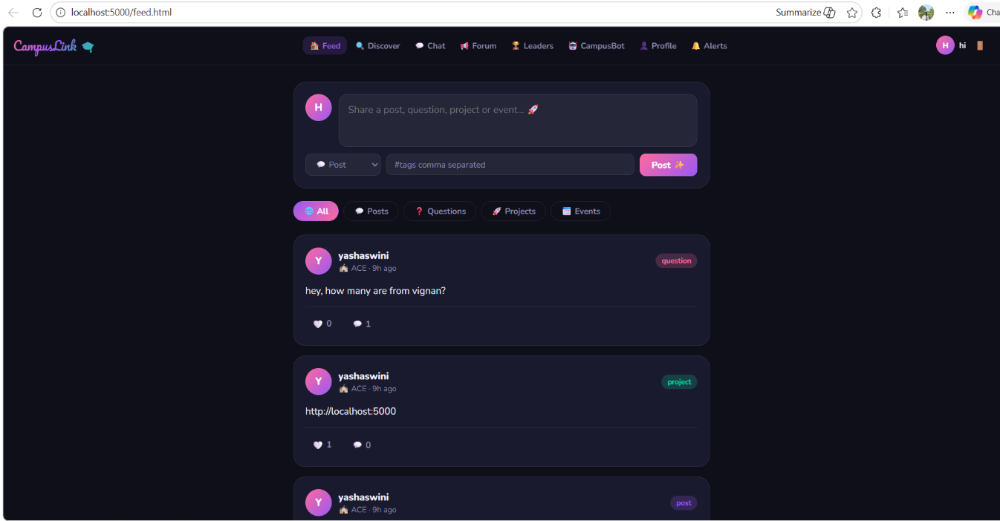 localhost:5000/feed.html
Summarize
Cha
CampusLink
Feed Discover Chat Forum Leaders CampusBot Profile Alerts
H hi
H
Share a post, question, project or event...
Post
#tags comma separated
Post
All Posts Questions Projects Events
Y
yashaswini
ACE · 9h ago
question
hey, how many are from vignan?
0 1
Y
yashaswini
ACE · 9h ago
project
http://localhost:5000
1 0
Y
yashaswini
ACE · 9h ago
post